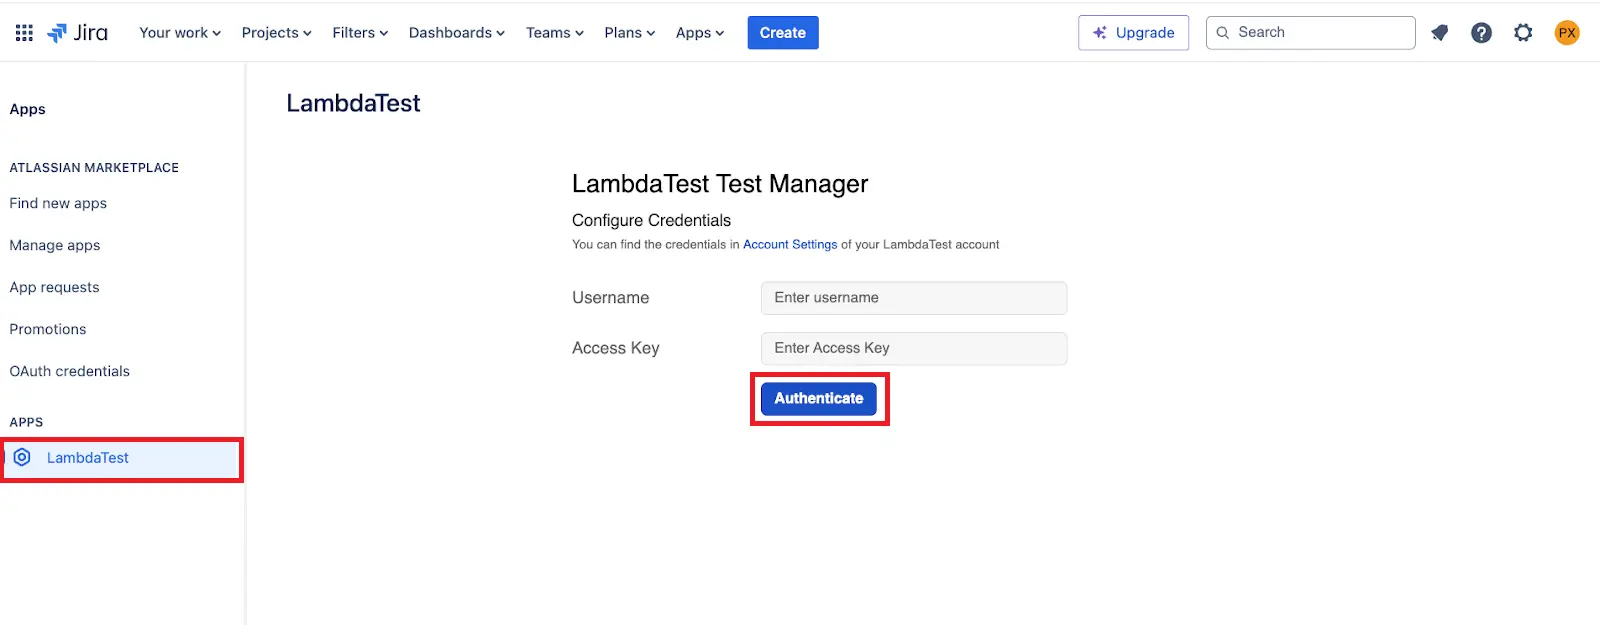 Jira Your work Projects Filters Dashboards Teams Plans Apps Create Upgrade Search ? PX
Apps
ATLASSIAN MARKETPLACE
Find new apps
Manage apps
App requests
Promotions
OAuth credentials
APPS
LambdaTest
LambdaTest
LambdaTest Test Manager
Configure Credentials
You can find the credentials in Account Settings of your LambdaTest account
Username Enter username
Access Key Enter Access Key
Authenticate